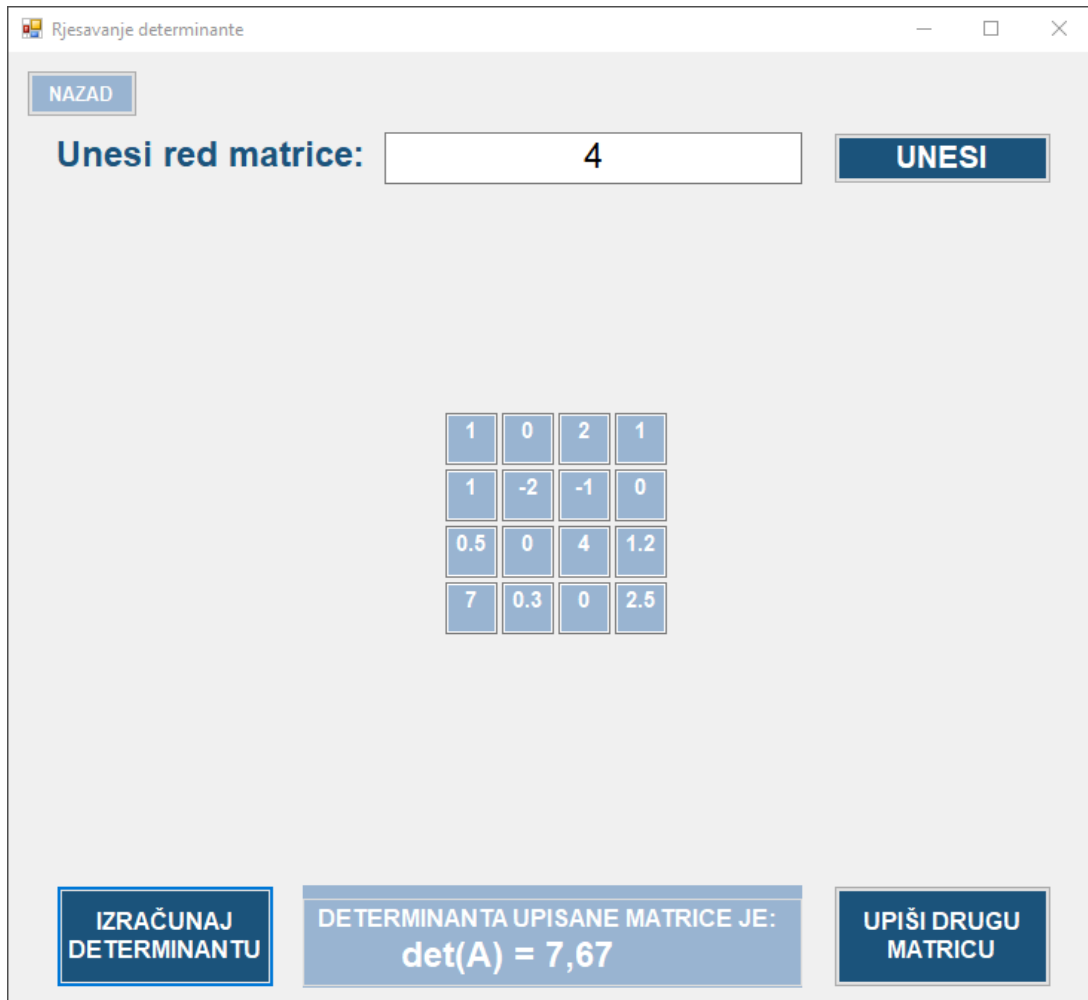 Rjesavanje determinante
NAZAD
Unesi red matrice: 4 UNESI
1 0 2 1
1 -2 -1 0
0.5 0 4 1.2
7 0.3 0 2.5
IZRAČUNAJ
DETERMINANTU
DETERMINANTA UPISANE MATRICE JE:
det(A) = 7,67
UPIŠI DRUGU
MATRICU